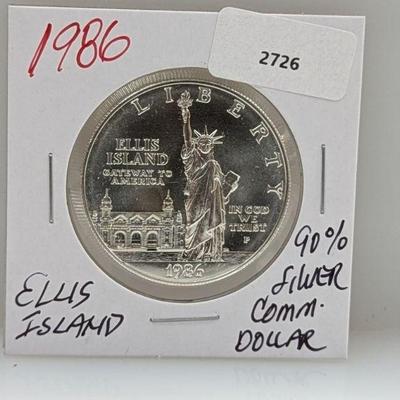 1986
2726
LIBERTY
ELLIS
ISLAND
GATEWAY TO
AMERICA
IN GOD
WE
TRUST
P
1986
ELLIS
ISLAND
90%
SILVER
COMM.
DOLLAR